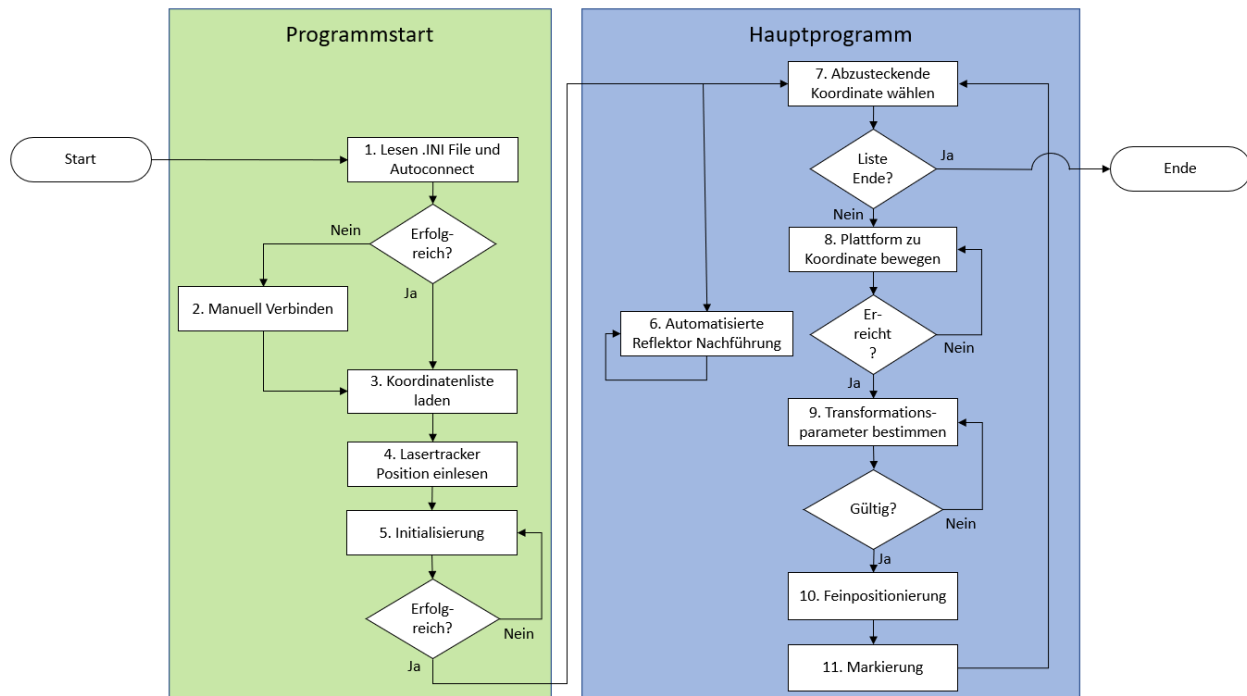 Programmstart
Hauptprogramm
Start
1. Lesen .INI File und
Autoconnect
Erfolg-
reich?
Nein
Ja
2. Manuell Verbinden
3. Koordinatenliste
laden
4. Lasertracker
Position einlesen
5. Initialisierung
Erfolg-
reich?
Nein
Ja
6. Automatisierte
Reflektor Nachführung
7. Abzusteckende
Koordinate wählen
Liste
Ende?
Ja
Ende
Nein
8. Plattform zu
Koordinate bewegen
Er-
reicht
?
Nein
Ja
9. Transformations-
parameter bestimmen
Gültig?
Nein
Ja
10. Feinpositionierung
11. Markierung